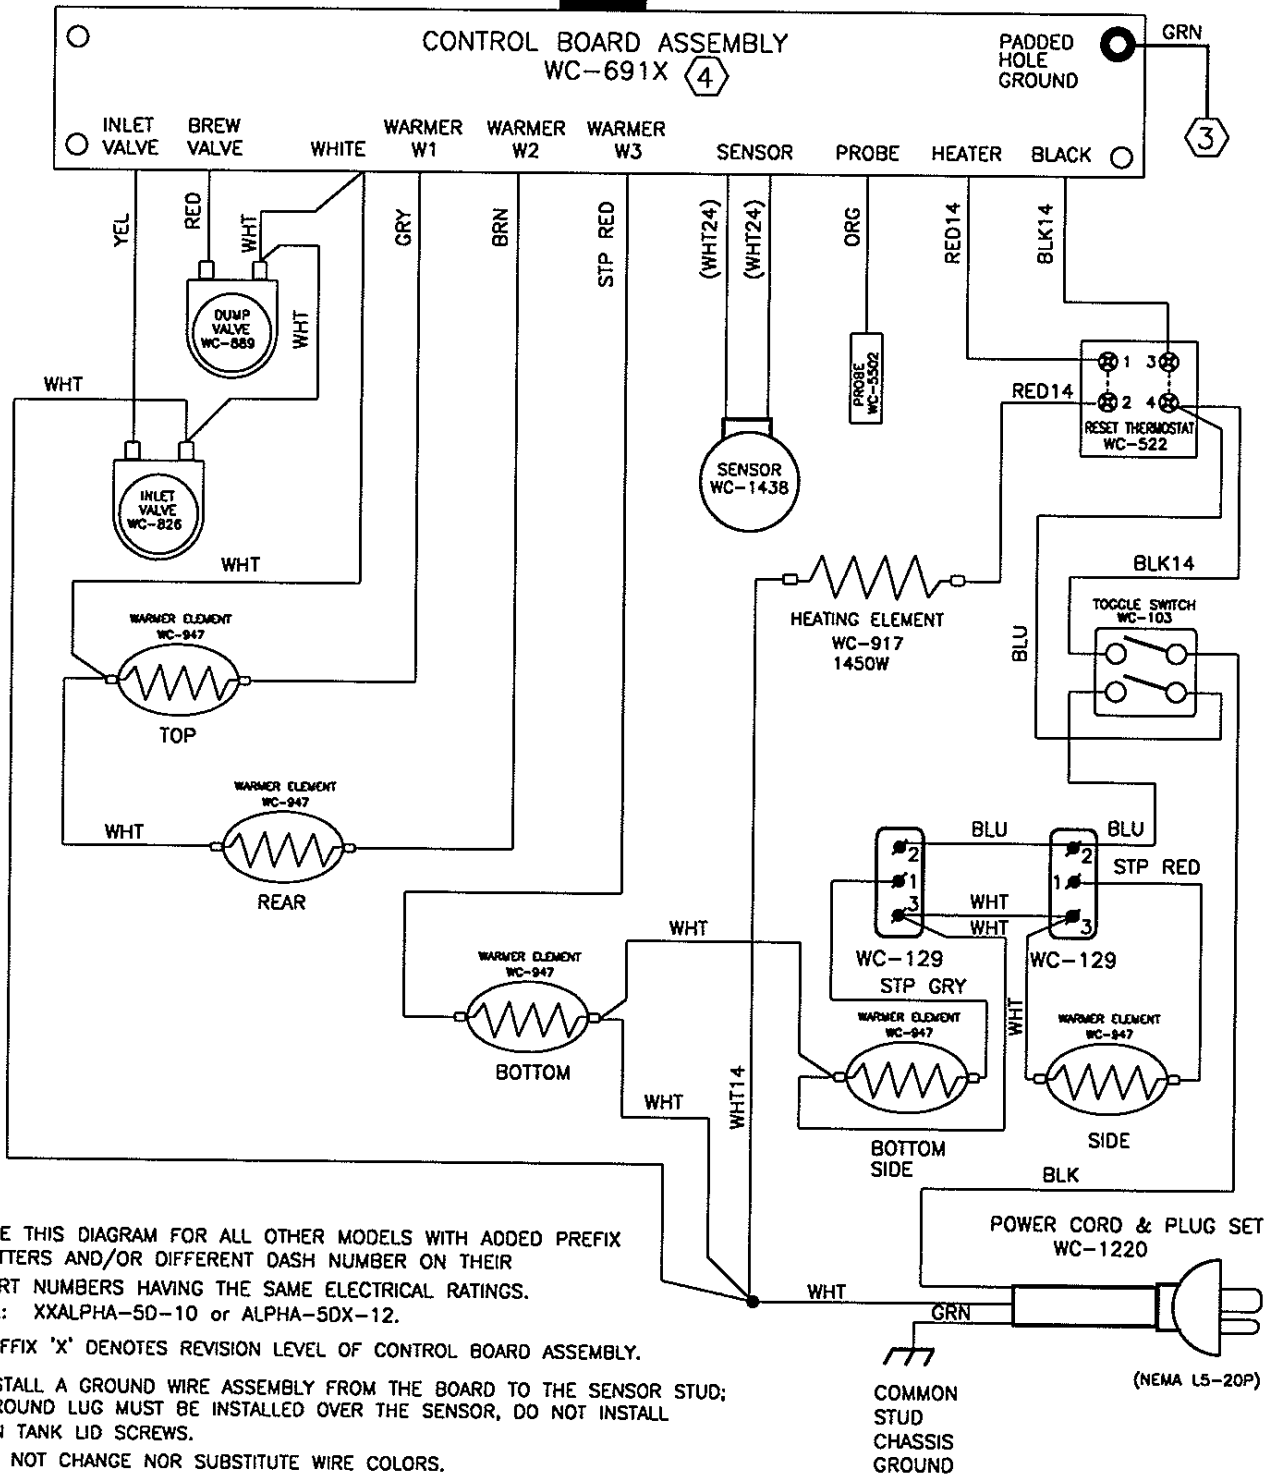 CONTROL BOARD ASSEMBLY
WC-691X 4
PADDED
HOLE
GROUND
GRN
3
INLET
VALVE
BREW
VALVE
WHITE
WARMER
W1
WARMER
W2
WARMER
W3
SENSOR
PROBE
HEATER
BLACK
YEL
RED
WHT
GRY
BRN
STP RED
(WHT24)
(WHT24)
ORG
RED14
BLK14
DUMP
VALVE
WC-889
WHT
WHT
PROBE
WC-5502
1 3
2 4
RED14
RESET THERMOSTAT
WC-522
SENSOR
WC-1438
INLET
VALVE
WC-826
WHT
HEATING ELEMENT
WC-917
1450W
BLK14
TOGGLE SWITCH
WC-103
BLU
WARMER ELEMENT
WC-947
TOP
WARMER ELEMENT
WC-947
WHT
REAR
BLU
BLU
2
1
3
2
1
3
STP RED
WHT
WHT
WHT
WC-129
WC-129
STP GRY
WHT
WARMER ELEMENT
WC-947
BOTTOM
WARMER ELEMENT
WC-947
WARMER ELEMENT
WC-947
WHT14
WHT
BOTTOM
SIDE
SIDE
BLK
POWER CORD & PLUG SET
WC-1220
WHT
GRN
(NEMA L5-20P)
COMMON
STUD
CHASSIS
GROUND
E THIS DIAGRAM FOR ALL OTHER MODELS WITH ADDED PREFIX
TTERS AND/OR DIFFERENT DASH NUMBER ON THEIR
RT NUMBERS HAVING THE SAME ELECTRICAL RATINGS.
.: XXALPHA-5D-10 or ALPHA-5DX-12.
FFIX 'X' DENOTES REVISION LEVEL OF CONTROL BOARD ASSEMBLY.
STALL A GROUND WIRE ASSEMBLY FROM THE BOARD TO THE SENSOR STUD;
ROUND LUG MUST BE INSTALLED OVER THE SENSOR, DO NOT INSTALL
N TANK LID SCREWS.
NOT CHANGE NOR SUBSTITUTE WIRE COLORS.